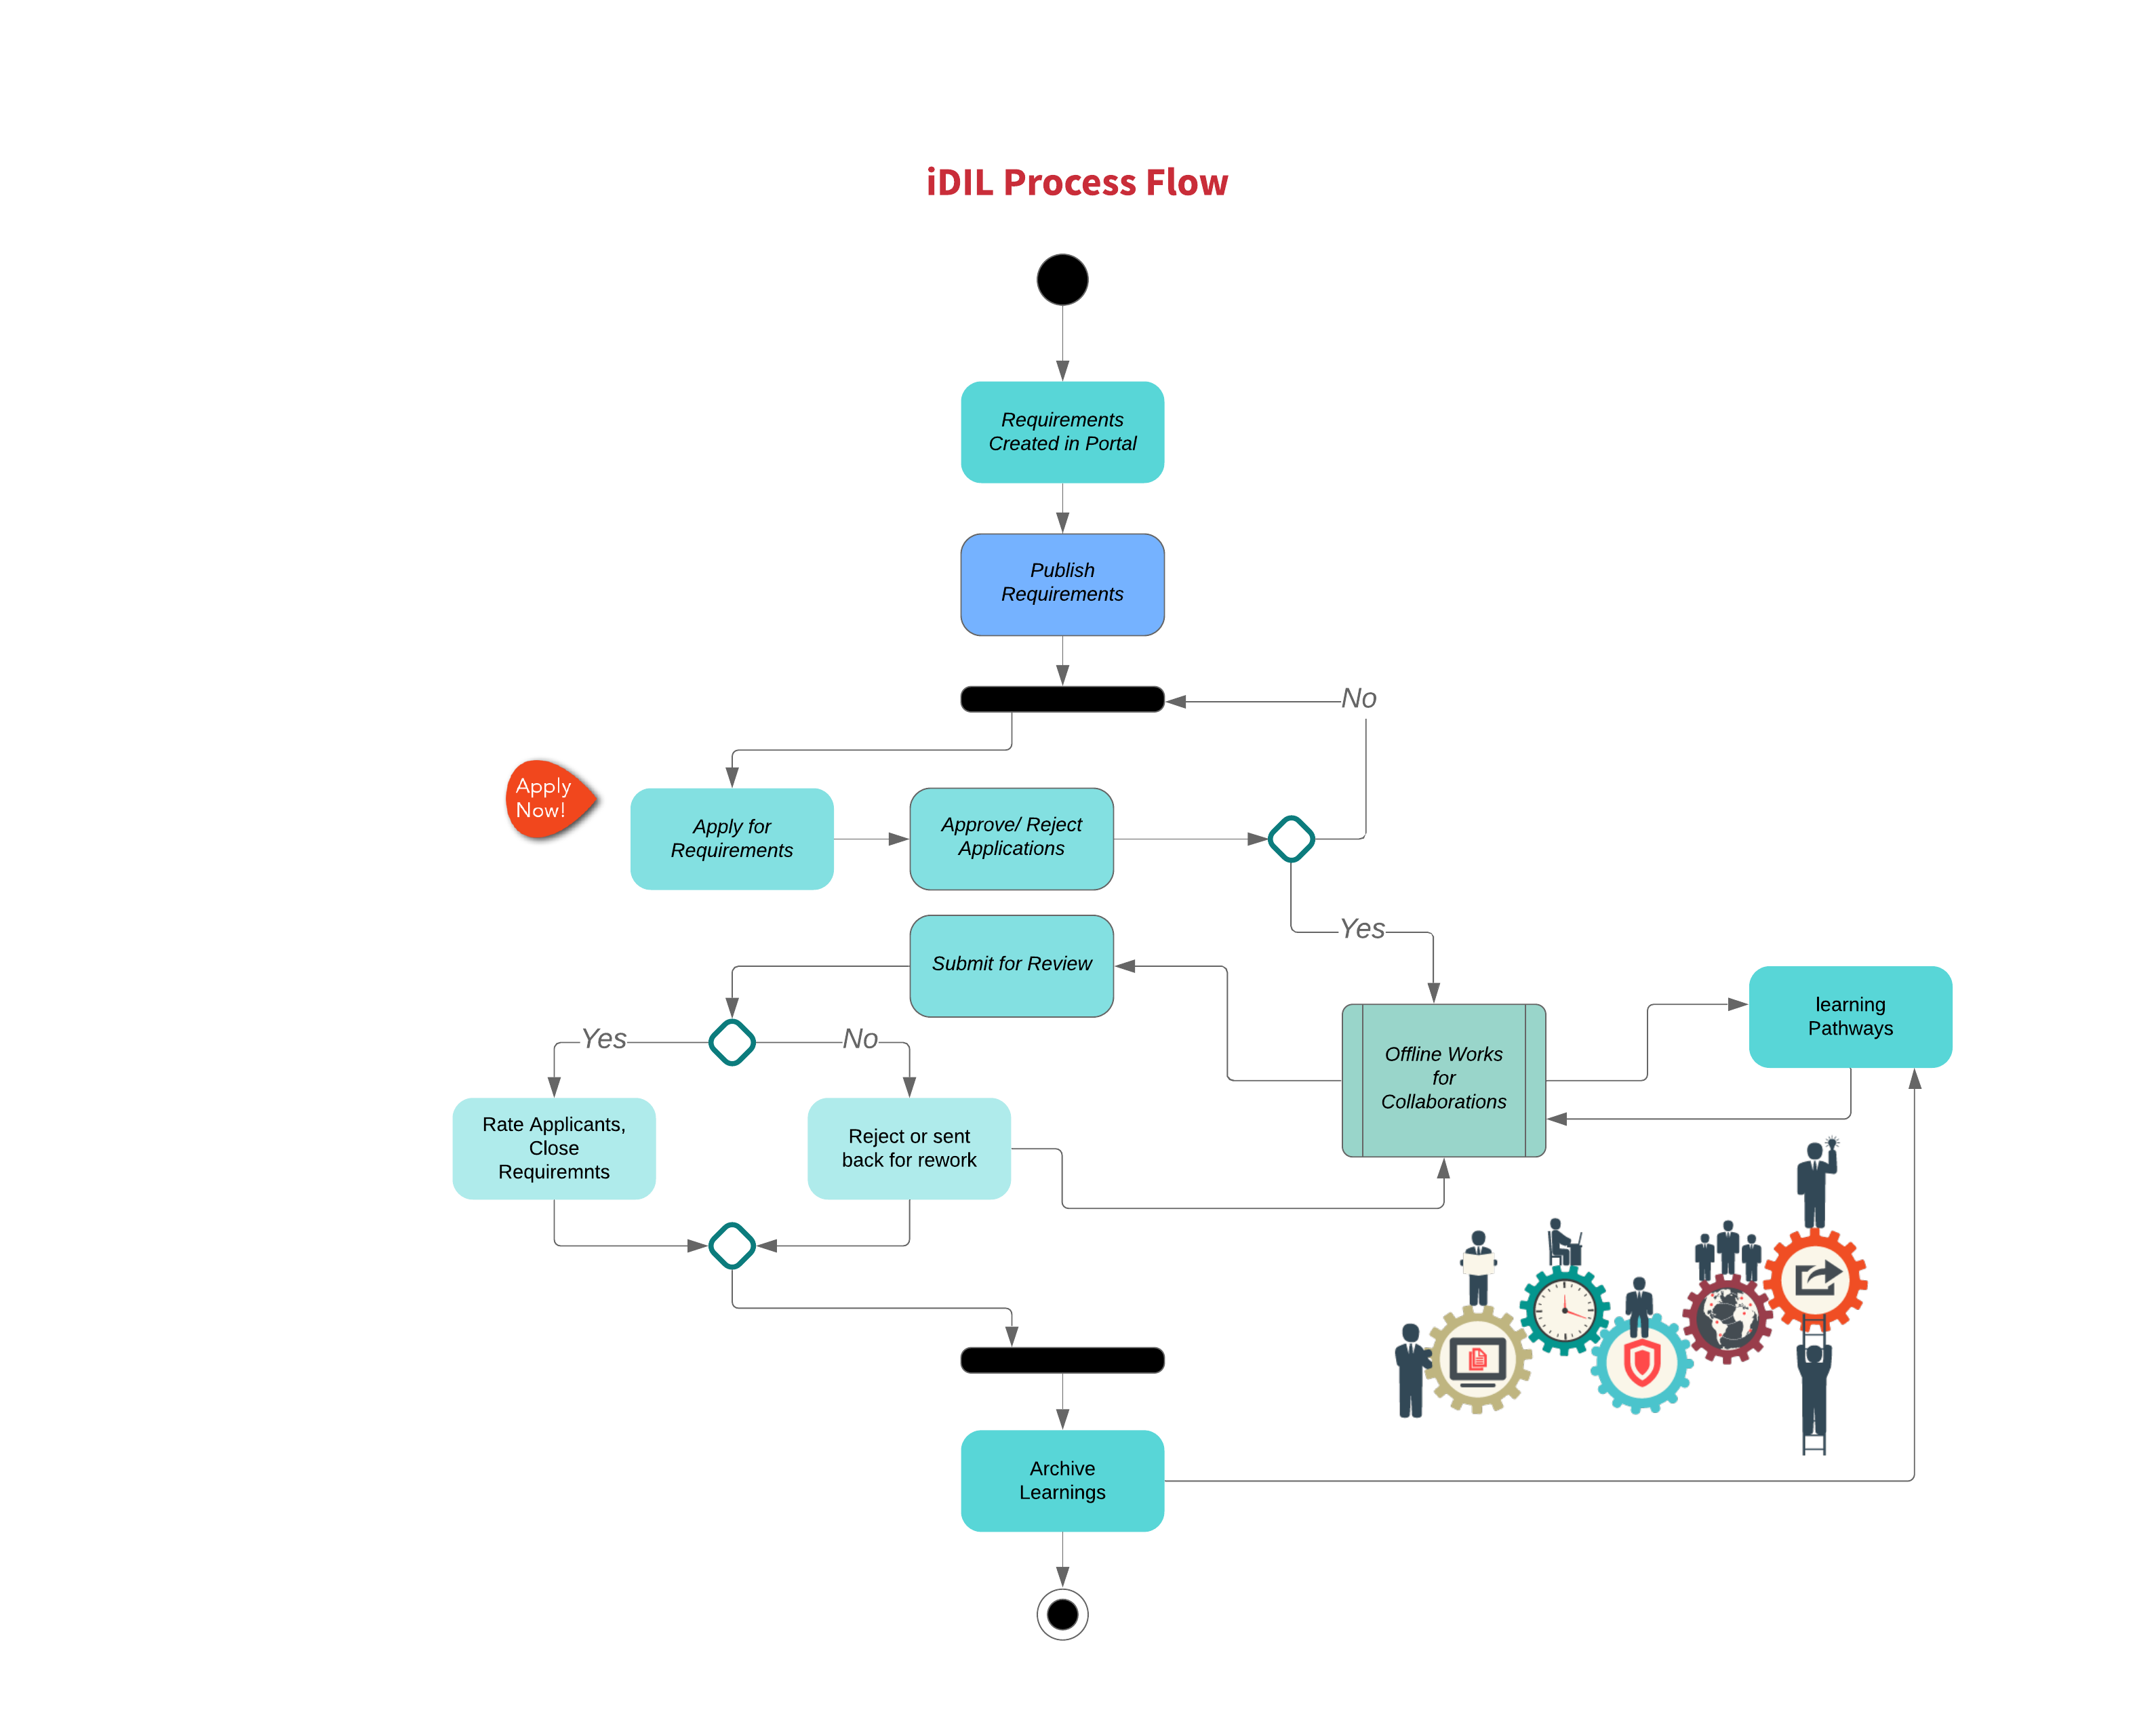 iDIL Process Flow
Requirements
Created in Portal
Publish
Requirements
No
Apply
Now!
Apply for
Requirements
Approve/ Reject
Applications
Yes
Submit for Review
learning
Pathways
Offline Works
for
Collaborations
Yes
No
Rate Applicants,
Close
Requiremnts
Reject or sent
back for rework
Archive
Learnings